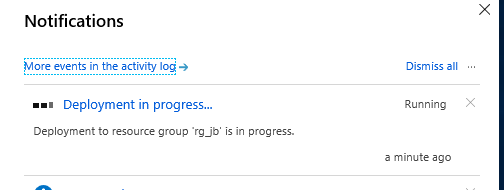 Notifications
More events in the activity log →
Dismiss all ...
Deployment in progress...
Running
Deployment to resource group 'rg_jb' is in progress.
a minute ago